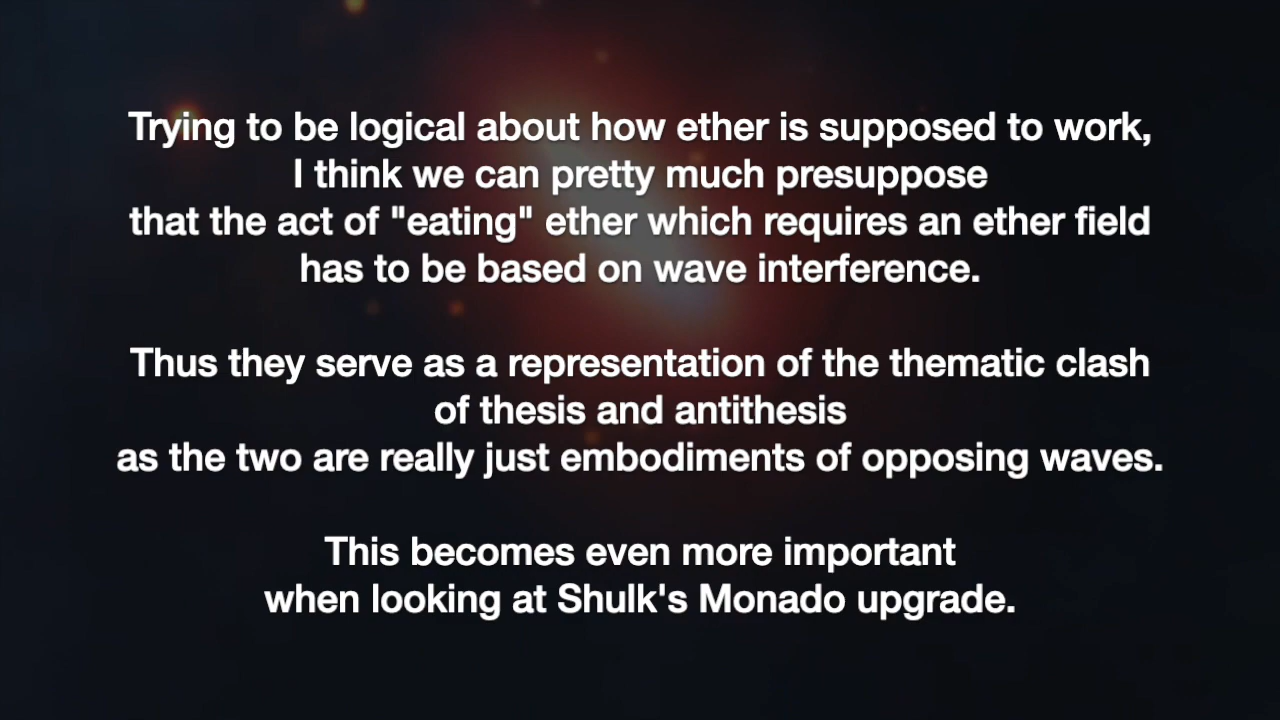 Trying to be logical about how ether is supposed to work,
I think we can pretty much presuppose
that the act of "eating" ether which requires an ether field
has to be based on wave interference.
Thus they serve as a representation of the thematic clash
of thesis and antithesis
as the two are really just embodiments of opposing waves.
This becomes even more important
when looking at Shulk's Monado upgrade.